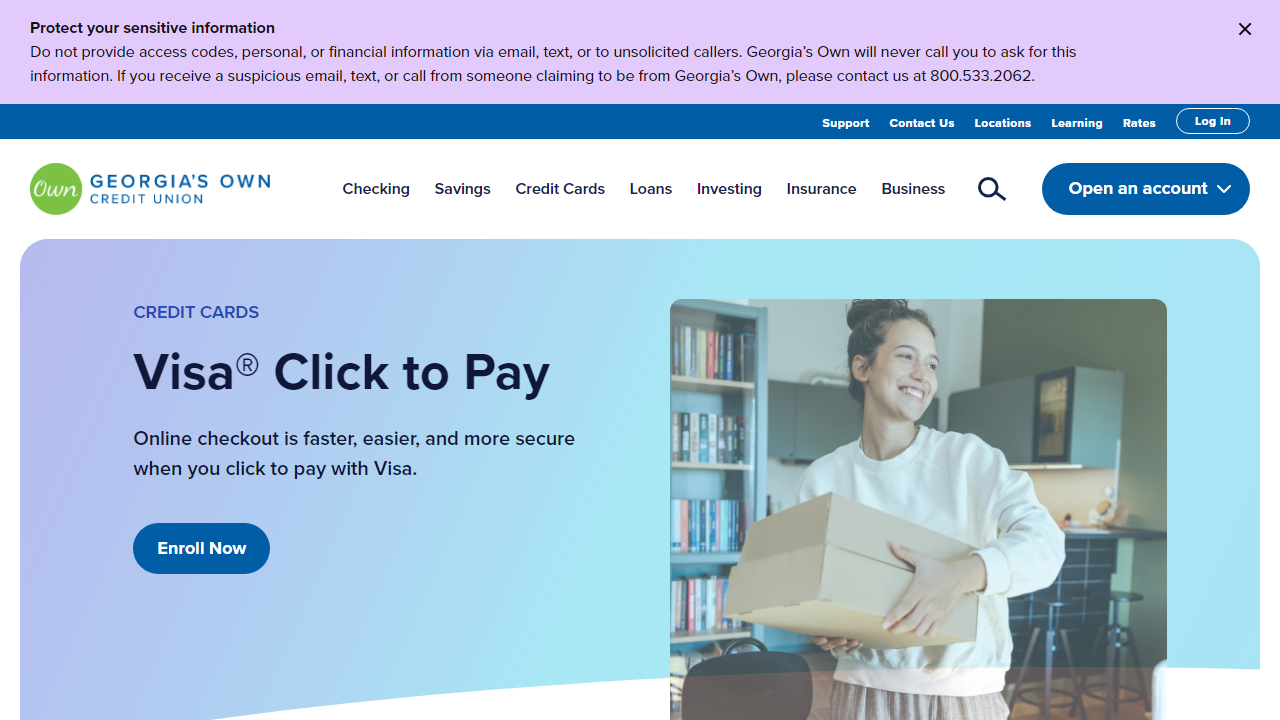 Protect your sensitive information
Do not provide access codes, personal, or financial information via email, text, or to unsolicited callers. Georgia’s Own will never call you to ask for this
information. If you receive a suspicious email, text, or call from someone claiming to be from Georgia’s Own, please contact us at 800.533.2062.
Support Contact Us Locations Learning Rates Log In
Own GEORGIA’S OWN
CREDIT UNION
Checking Savings Credit Cards Loans Investing Insurance Business Open an account
CREDIT CARDS
Visa® Click to Pay
Online checkout is faster, easier, and more secure
when you click to pay with Visa.
Enroll Now